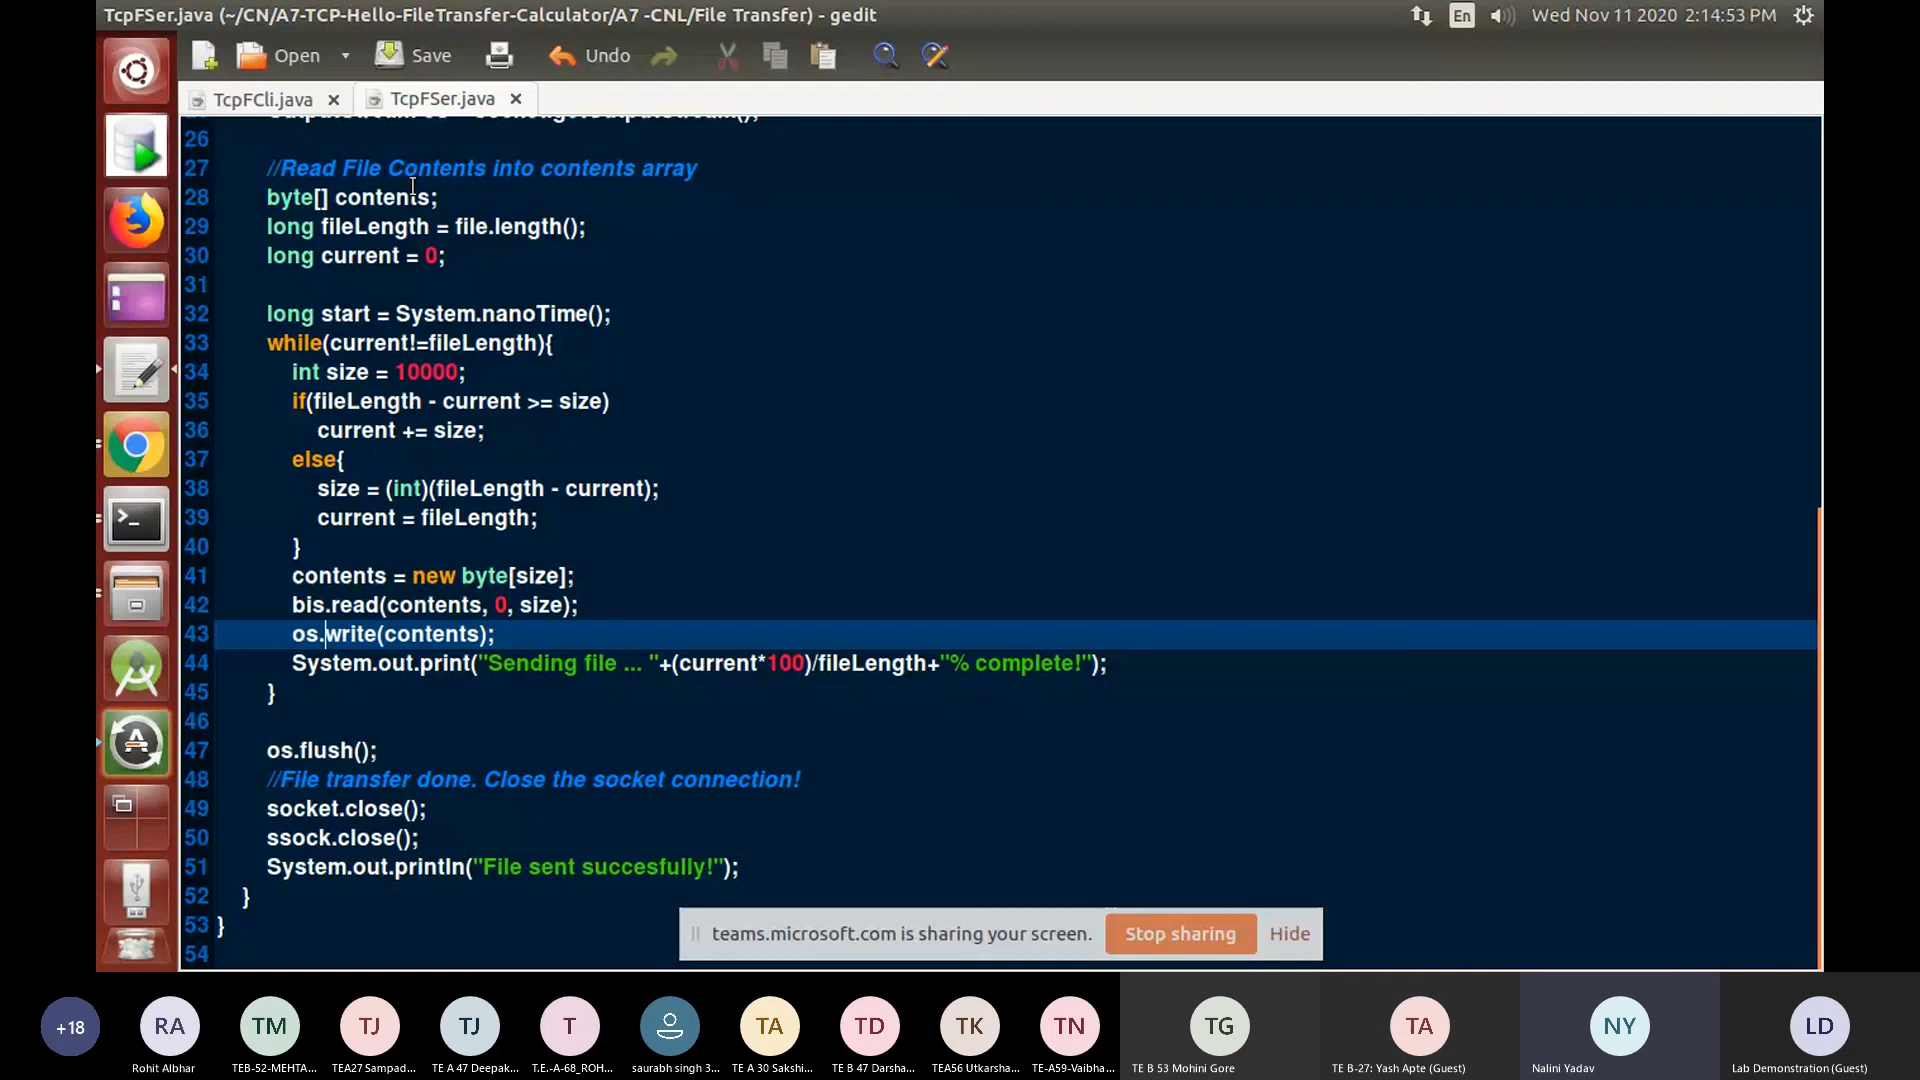 TcpFSer.java (~/CN/A7-TCP-Hello-FileTransfer-Calculator/A7 -CNL/File Transfer) - gedit
En
Wed Nov 11 2020 2:14:53 PM
Open
Save
Undo
TcpFCli.java
TcpFSer.java
26
27 //Read File Contents into contents array
28 byte[] contents;
29 long fileLength = file.length();
30 long current = 0;
31
32 long start = System.nanoTime();
33 while(current!=fileLength){
34 int size = 10000;
35 if(fileLength - current >= size)
36 current += size;
37 else{
38 size = (int)(fileLength - current);
39 current = fileLength;
40 }
41 contents = new byte[size];
42 bis.read(contents, 0, size);
43 os.write(contents);
44 System.out.print("Sending file ... "+(current*100)/fileLength+"% complete!");
45 }
46
47 os.flush();
48 //File transfer done. Close the socket connection!
49 socket.close();
50 ssock.close();
51 System.out.println("File sent succesfully!");
52 }
53 }
54
teams.microsoft.com is sharing your screen.
Stop sharing
Hide
+18
RA
TM
TJ
TJ
T
TA
TD
TK
TN
TG
TA
NY
LD
Rohit Albhar
TEB-52-MEHTA...
TEA27 Sampad...
TE A 47 Deepak...
T.E.-A-68_ROH...
saurabh singh 3...
TE A 30 Sakshi...
TE B 47 Darsha...
TEA56 Utkarsha...
TE-A59-Vaibha...
TE B 53 Mohini Gore
TE B-27: Yash Apte (Guest)
Nalini Yadav
Lab Demonstration (Guest)